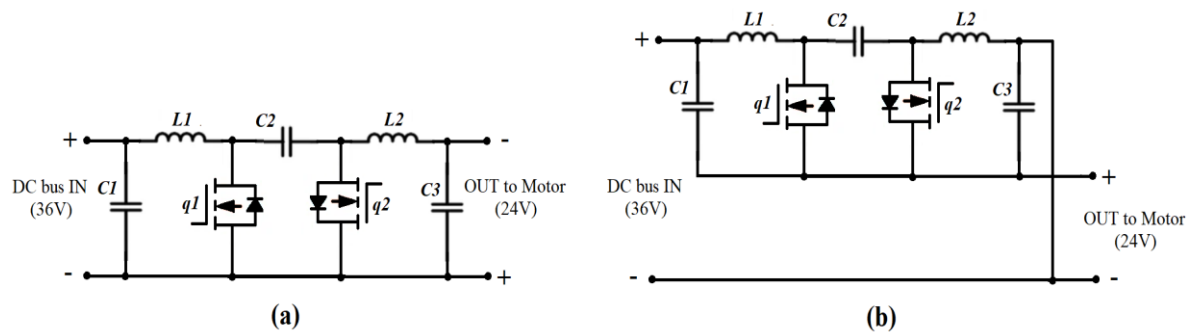 L1
C2
L2
+
-
DC bus IN
(36V)
C1
q1
q2
C3
OUT to Motor
(24V)
-
+
(a)
L1
C2
L2
+
C1
q1
q2
C3
+
DC bus IN
(36V)
OUT to Motor
(24V)
-
-
(b)